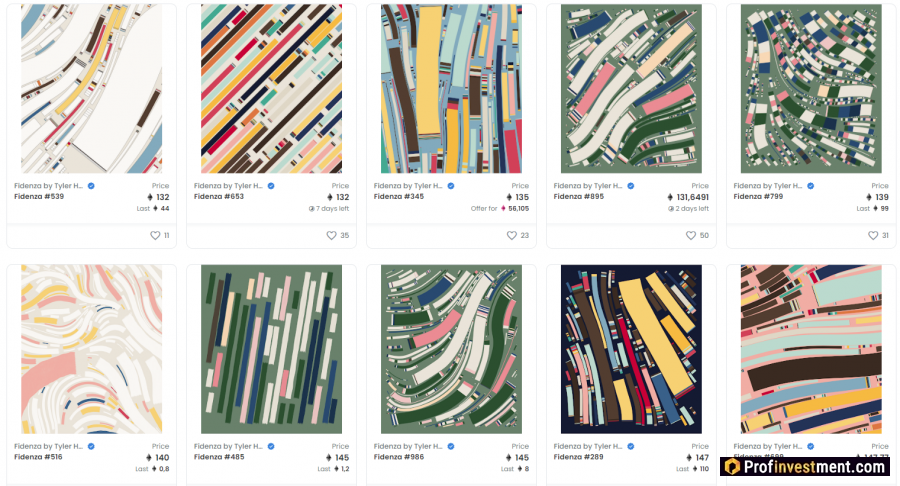 Fidenza by Tyler H... Price
Fidenza #539 132
Last 44
11
Fidenza by Tyler H... Price
Fidenza #653 132
7 days left
35
Fidenza by Tyler H... Price
Fidenza #345 135
Offer for 56,105
23
Fidenza by Tyler H... Price
Fidenza #895 131,6491
2 days left
50
Fidenza by Tyler H... Price
Fidenza #799 139
Last 99
31
Fidenza by Tyler H... Price
Fidenza #516 140
Last 0,8
Fidenza by Tyler H... Price
Fidenza #485 145
Last 1,2
Fidenza by Tyler H... Price
Fidenza #986 145
Last 8
Fidenza by Tyler H... Price
Fidenza #289 147
Last 110
Fidenza by Tyler H... Price
Profinvestment.com